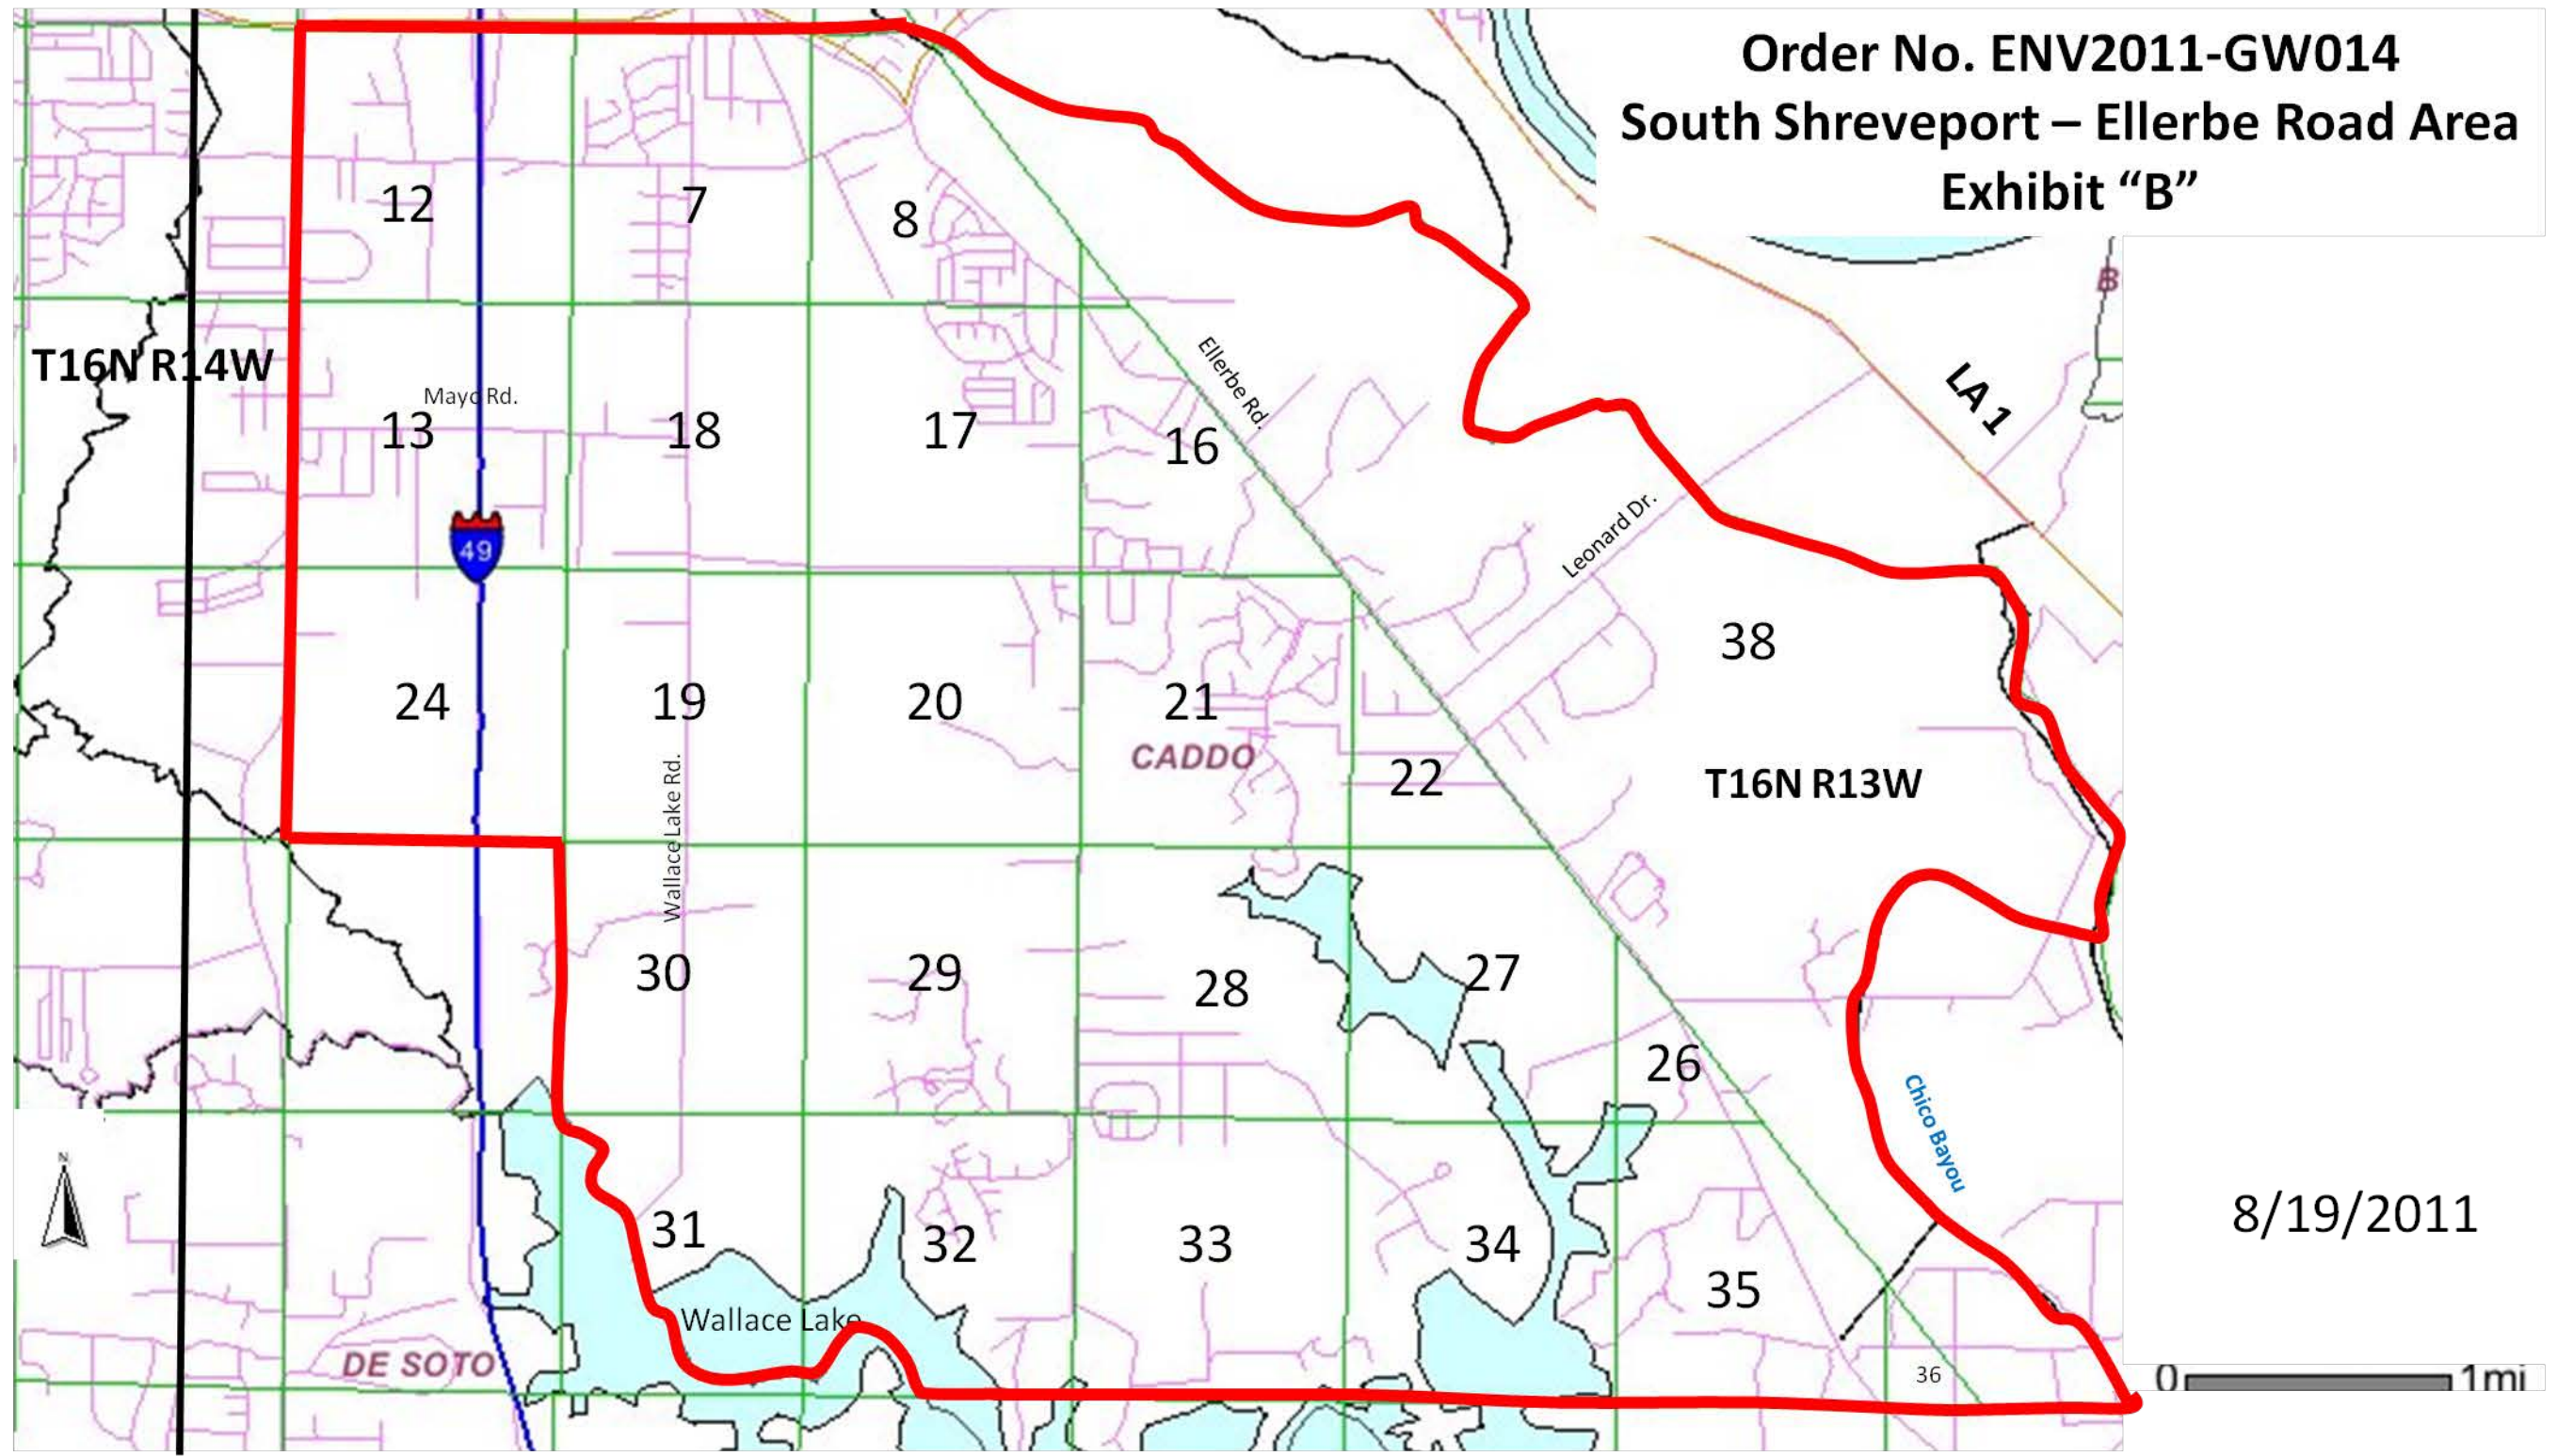 Order No. ENV2011-GW014
South Shreveport – Ellerbe Road Area
Exhibit “B”
12
7
8
B
T16N R14W
Mayo Rd.
Ellerbe Rd.
LA 1
13
18
17
16
49
Leonard Dr.
38
24
19
20
21
CADDO
22
T16N R13W
Wallace Lake Rd.
30
29
28
27
26
Chico Bayou
N
31
32
33
34
35
8/19/2011
Wallace Lake
DE SOTO
36
0 1mi